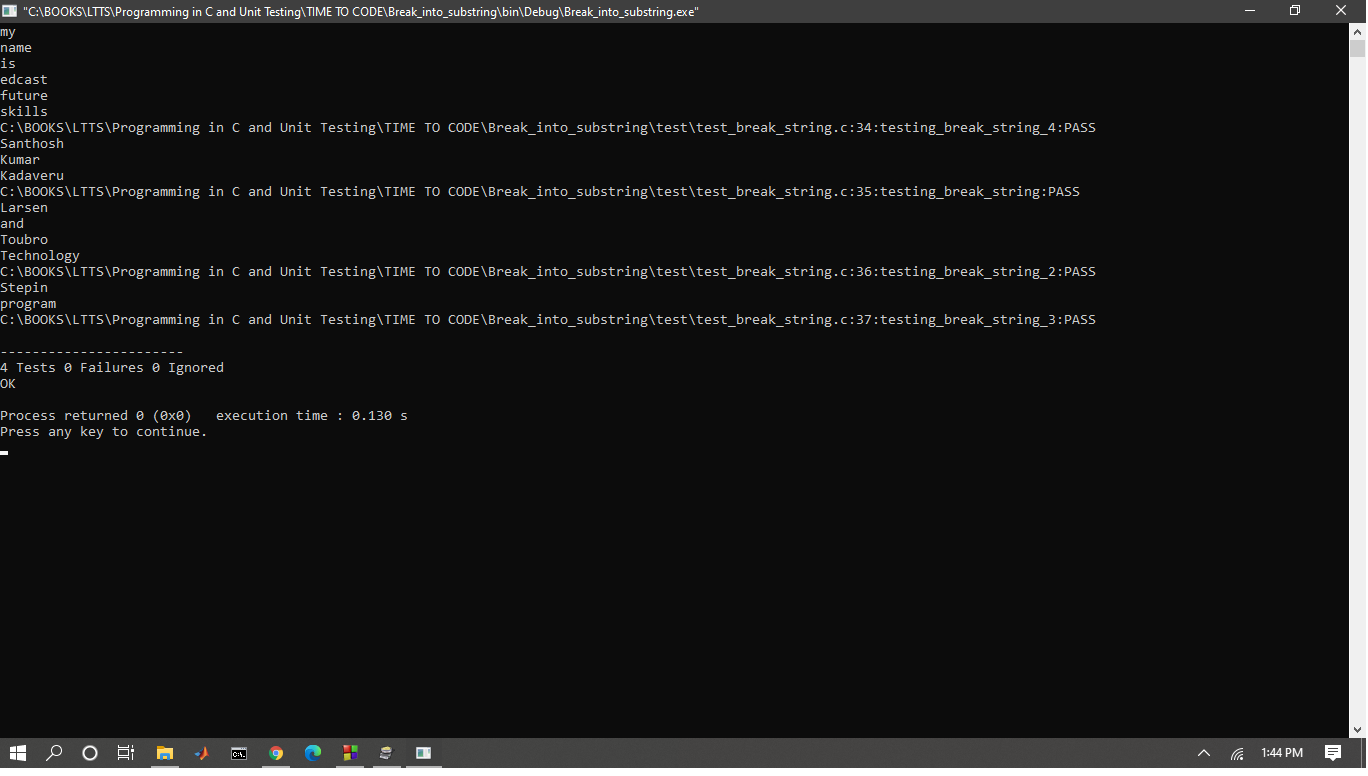 "C:\BOOKS\LTTS\Programming in C and Unit Testing\TIME TO CODE\Break_into_substring\bin\Debug\Break_into_substring.exe"
my
name
is
edcast
future
skills
C:\BOOKS\LTTS\Programming in C and Unit Testing\TIME TO CODE\Break_into_substring\test\test_break_string.c:34:testing_break_string_4:PASS
Santhosh
Kumar
Kadaveru
C:\BOOKS\LTTS\Programming in C and Unit Testing\TIME TO CODE\Break_into_substring\test\test_break_string.c:35:testing_break_string:PASS
Larsen
and
Toubro
Technology
C:\BOOKS\LTTS\Programming in C and Unit Testing\TIME TO CODE\Break_into_substring\test\test_break_string.c:36:testing_break_string_2:PASS
Stepin
program
C:\BOOKS\LTTS\Programming in C and Unit Testing\TIME TO CODE\Break_into_substring\test\test_break_string.c:37:testing_break_string_3:PASS
-----------------------
4 Tests 0 Failures 0 Ignored
OK
Process returned 0 (0x0)   execution time : 0.130 s
Press any key to continue.
C:\.
1:44 PM